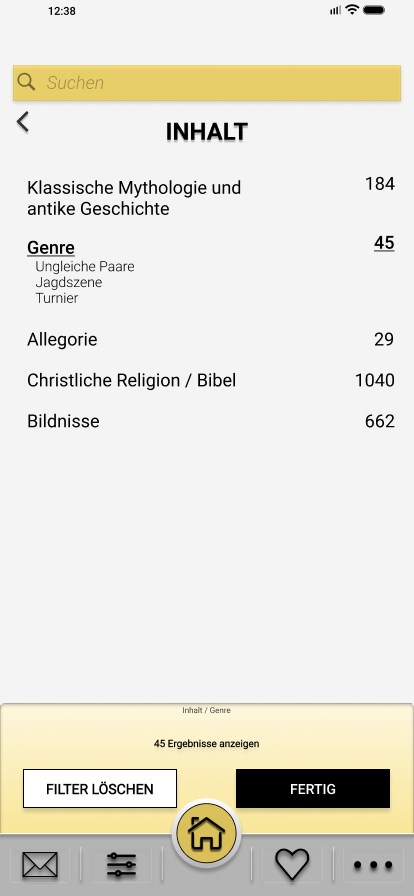 12:38
Suchen
INHALT
Klassische Mythologie und
antike Geschichte
184
Genre
45
Ungleiche Paare
Jagdszene
Turnier
Allegorie
29
Christliche Religion / Bibel
1040
Bildnisse
662
Inhalt / Genre
45 Ergebnisse anzeigen
FILTER LÖSCHEN
FERTIG